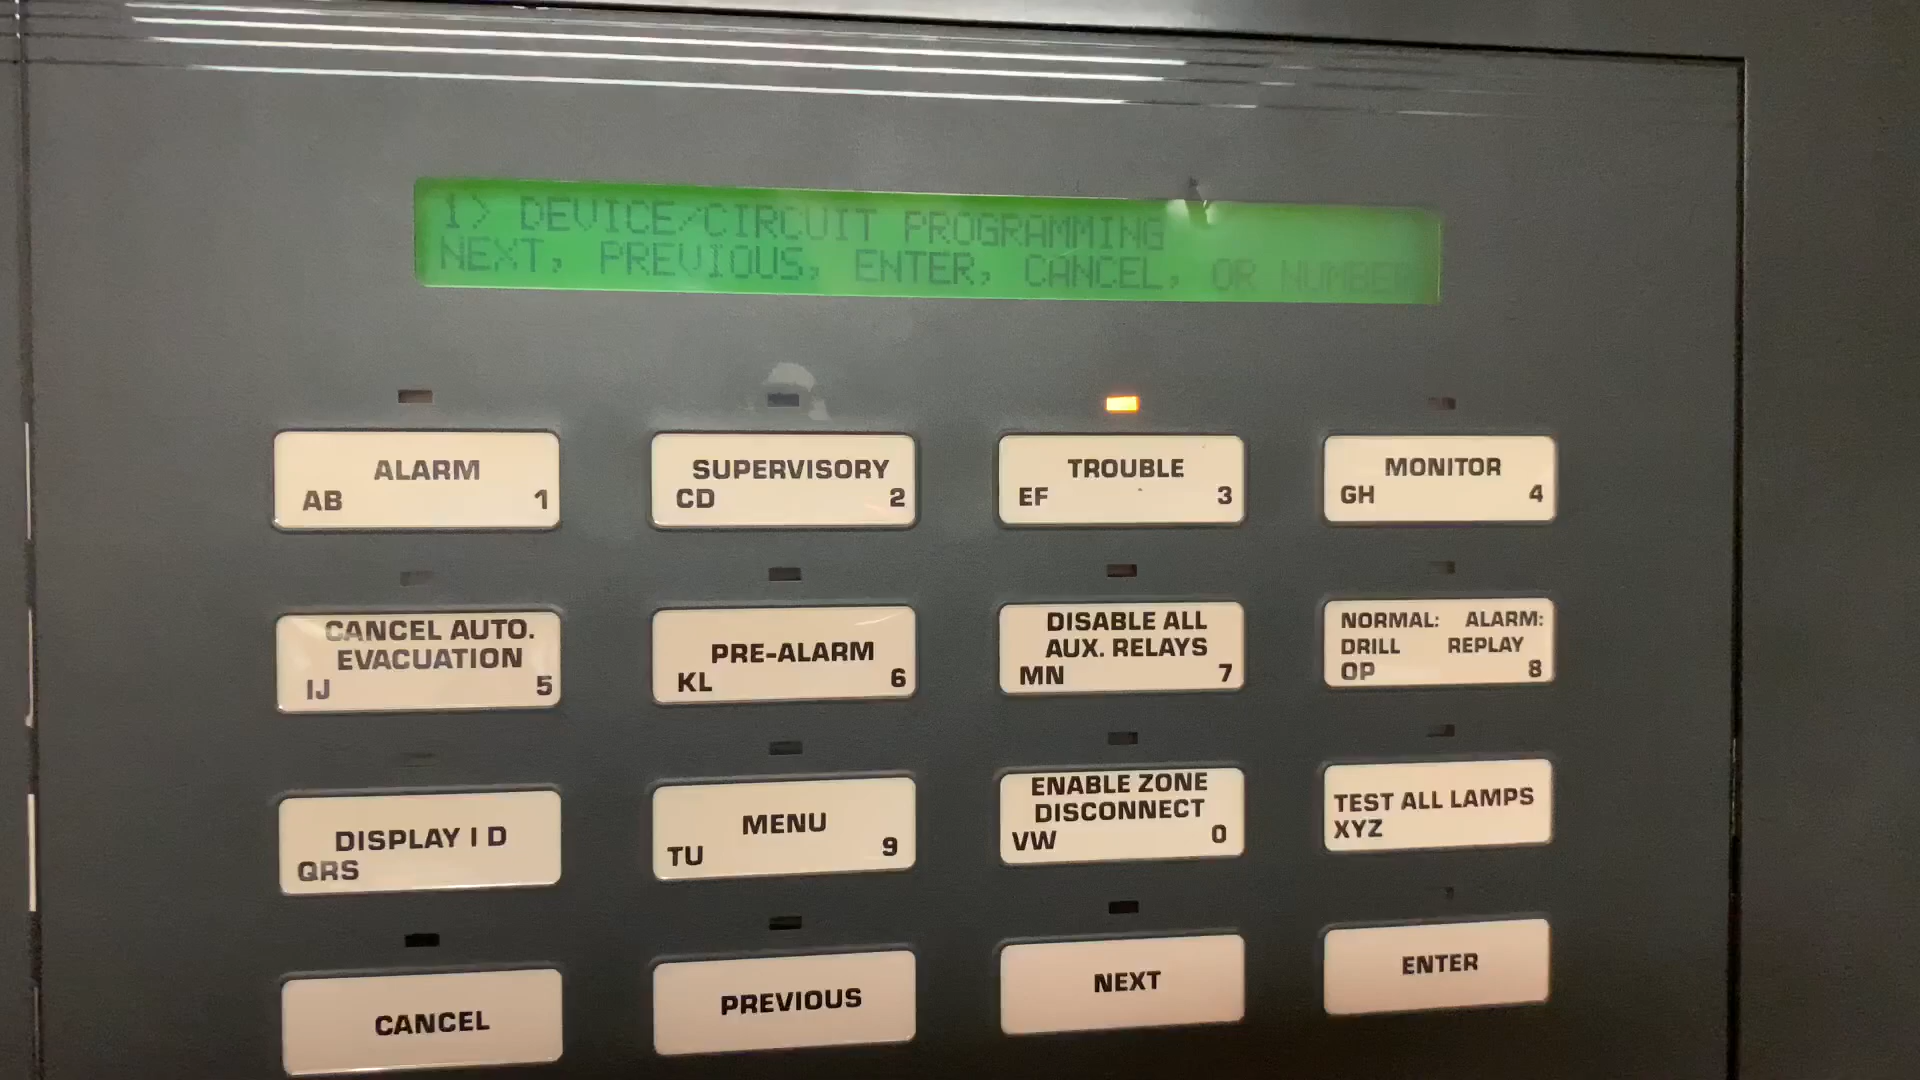 1> DEVICE/CIRCUIT PROGRAMMING
NEXT, PREVIOUS, ENTER, CANCEL, OR NUMBER
ALARM
AB 1
SUPERVISORY
CD 2
TROUBLE
EF 3
MONITOR
GH 4
CANCEL AUTO.
EVACUATION
IJ 5
PRE-ALARM
KL 6
DISABLE ALL
AUX. RELAYS
MN 7
NORMAL: ALARM:
DRILL REPLAY
OP 8
DISPLAY I D
QRS
MENU
TU 9
ENABLE ZONE
DISCONNECT
VW 0
TEST ALL LAMPS
XYZ
CANCEL
PREVIOUS
NEXT
ENTER